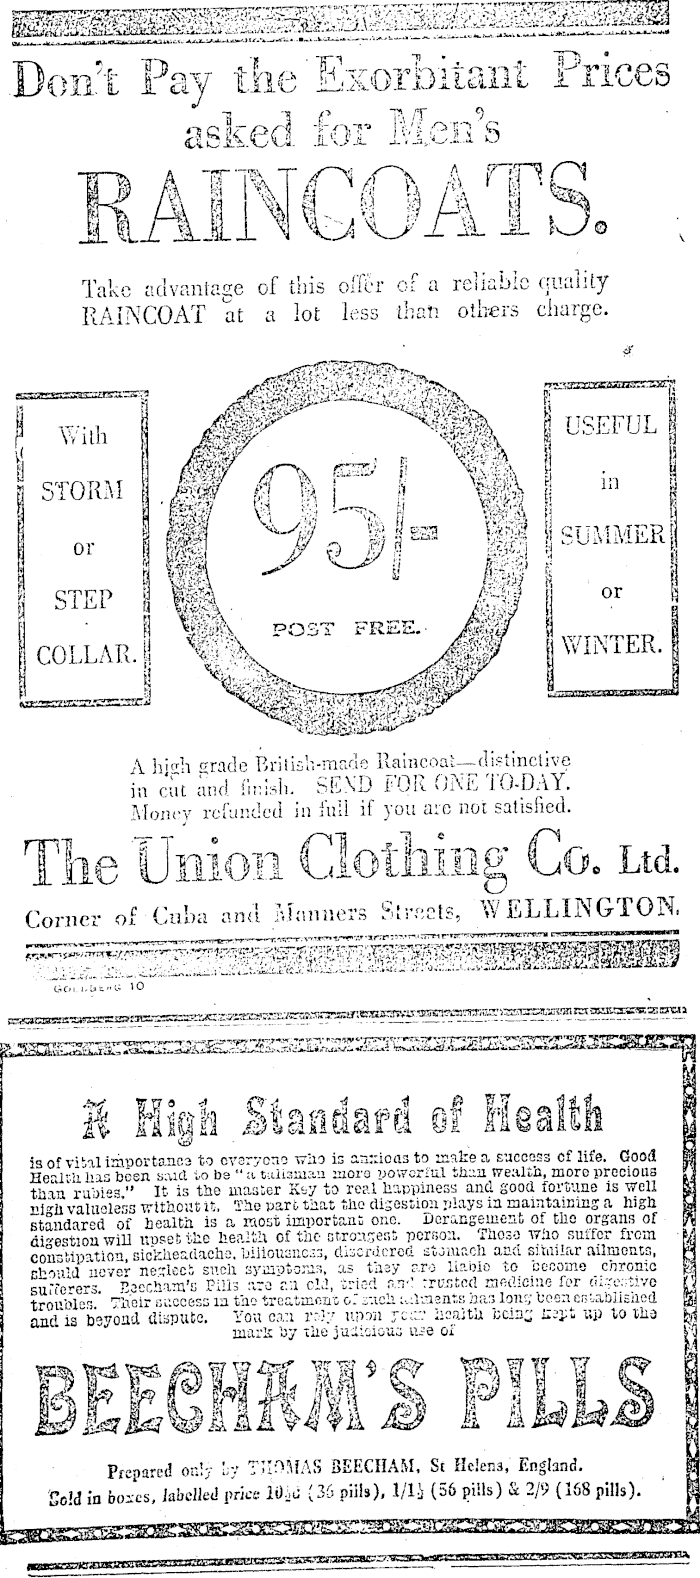 Don't Pay the Exorbitant Prices
asked for Men's
RAINCOATS.
Take advantage of this offer of a reliable quality
RAINCOAT at a lot less than others charge.
With
STORM
or
STEP
COLLAR.
95/-
POST FREE.
USEFUL
in
SUMMER
or
WINTER.
A high grade British-made Raincoat—distinctive
in cut and finish. SEND FOR ONE TO-DAY.
Money refunded in full if you are not satisfied.
The Union Clothing Co. Ltd.
Corner of Cuba and Manners Streets, WELLINGTON.
GOLDBERG 10
A High Standard of Health
is of vital importance to everyone who is anxious to make a success of life. Good
Health has been said to be "a talisman more powerful than wealth, more precious
than rubies." It is the master Key to real happiness and good fortune is well
nigh valueless without it. The part that the digestion plays in maintaining a high
standared of health is a most important one. Derangement of the organs of
digestion will upset the health of the strongest person. Those who suffer from
constipation, sickheadache, biliousness, disordered stomach and similar ailments,
should never neglect such symptoms, as they are liable to become chronic
sufferers. Beecham's Pills are an old, tried and trusted medicine for digestive
troubles. Their success in the treatment of such ailments has long been established
and is beyond dispute. You can rely upon your health being kept up to the
mark by the judicious use of
BEECHAM'S PILLS
Prepared only by THOMAS BEECHAM, St Helens, England.
Sold in boxes, labelled price 10½d (36 pills), 1/1½ (56 pills) & 2/9 (168 pills).